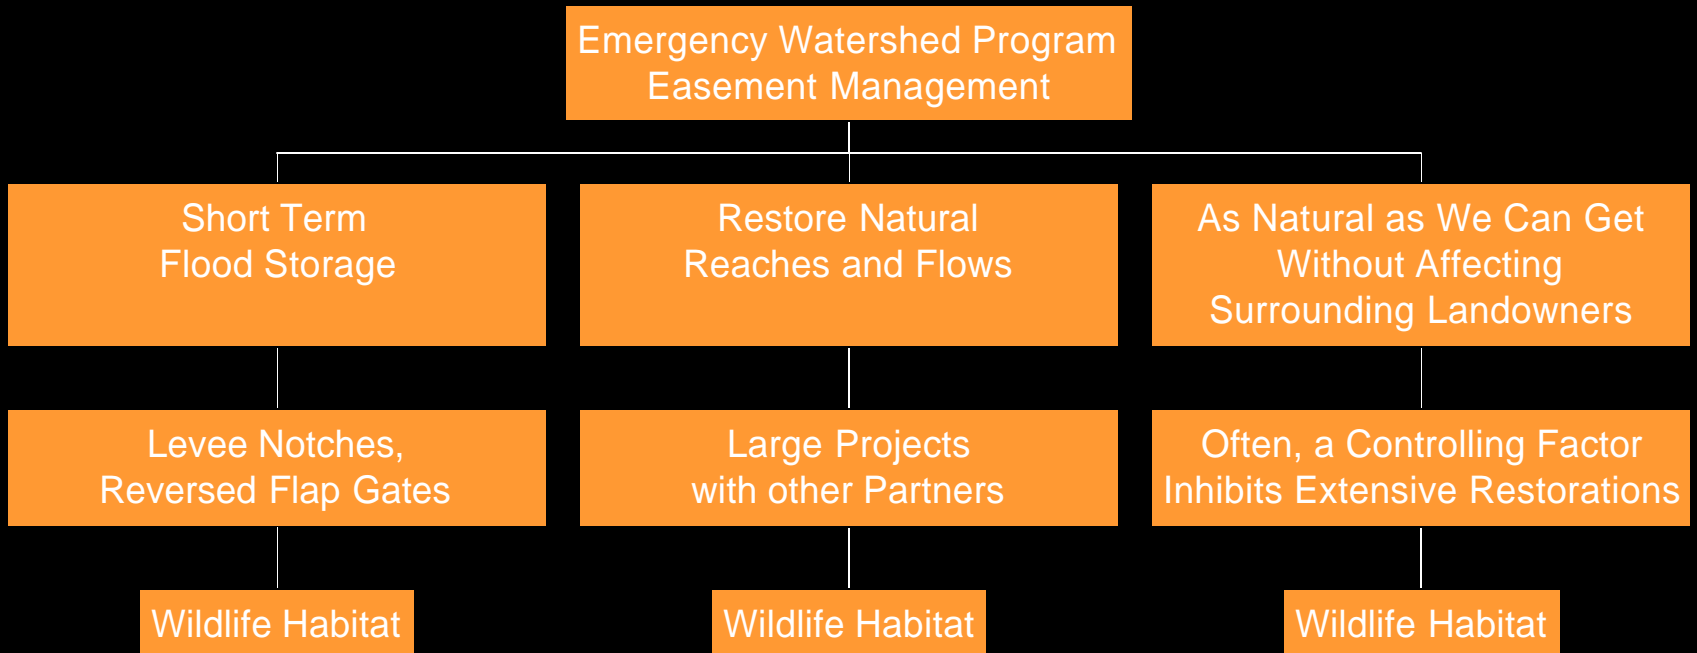 Emergency Watershed Program
Easement Management
Short Term
Flood Storage
Restore Natural
Reaches and Flows
As Natural as We Can Get
Without Affecting
Surrounding Landowners
Levee Notches,
Reversed Flap Gates
Large Projects
with other Partners
Often, a Controlling Factor
Inhibits Extensive Restorations
Wildlife Habitat
Wildlife Habitat
Wildlife Habitat